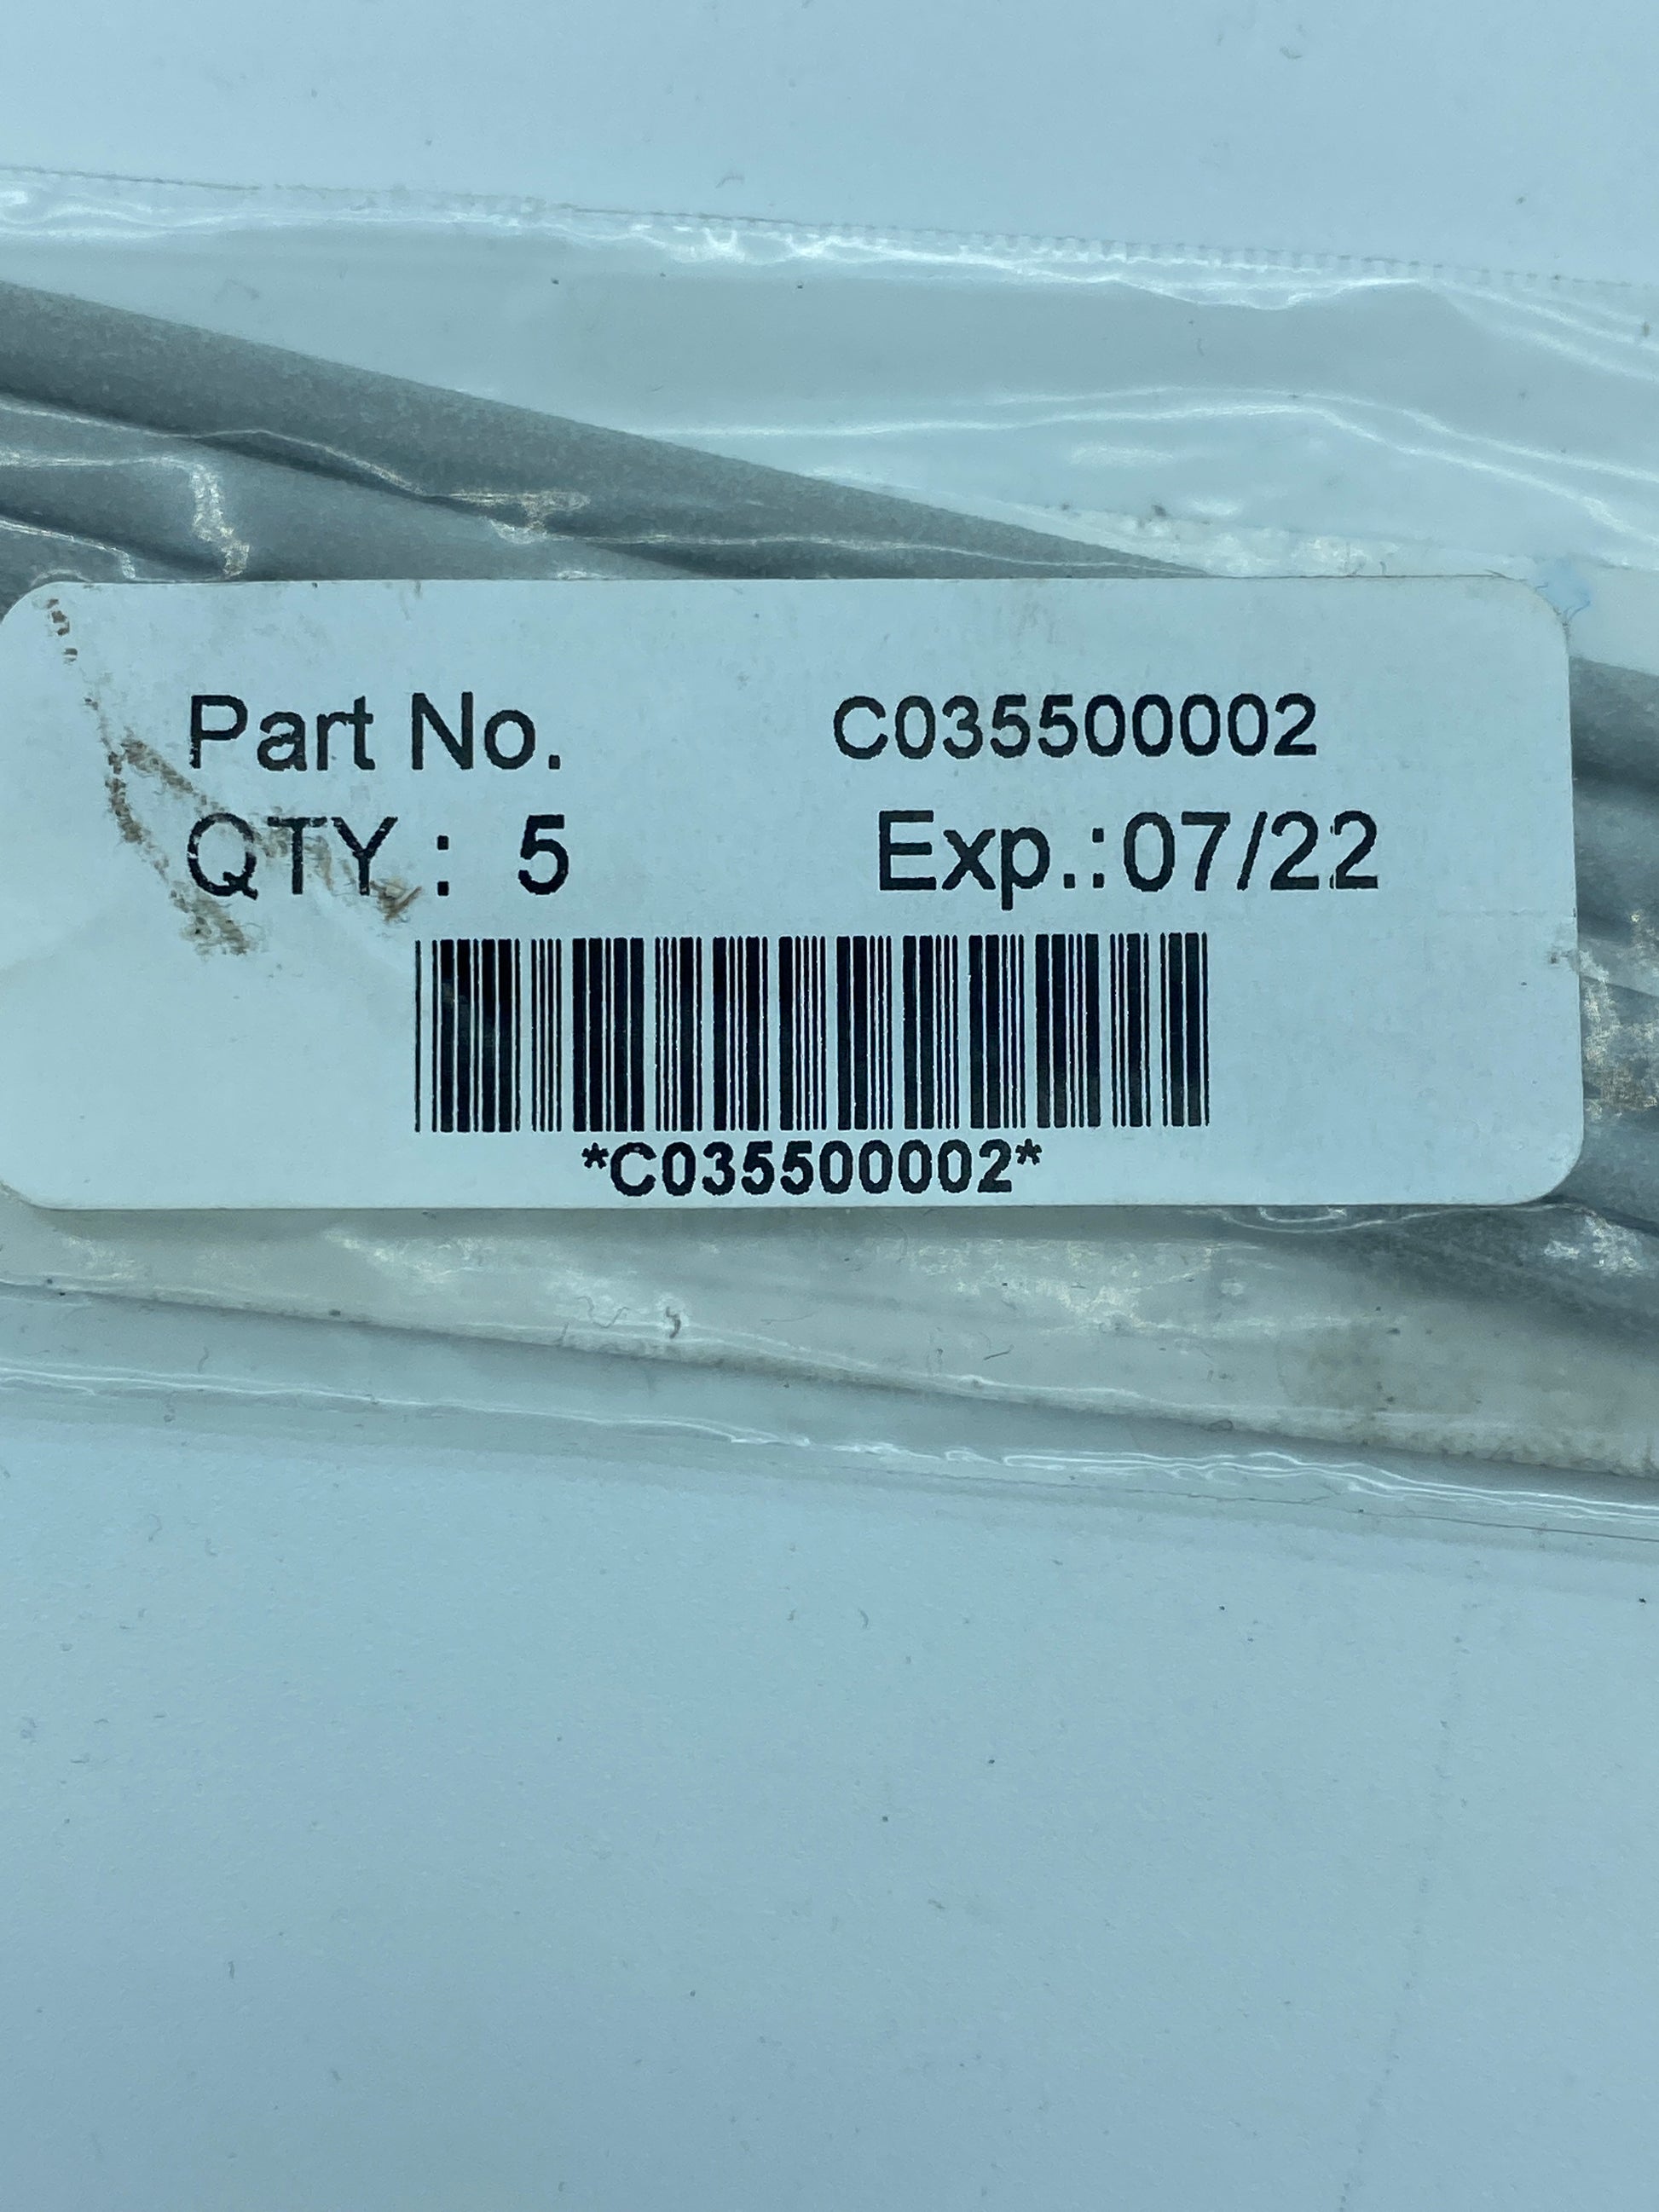 Part No. C035500002
QTY : 5 Exp.:07/22
*C035500002*